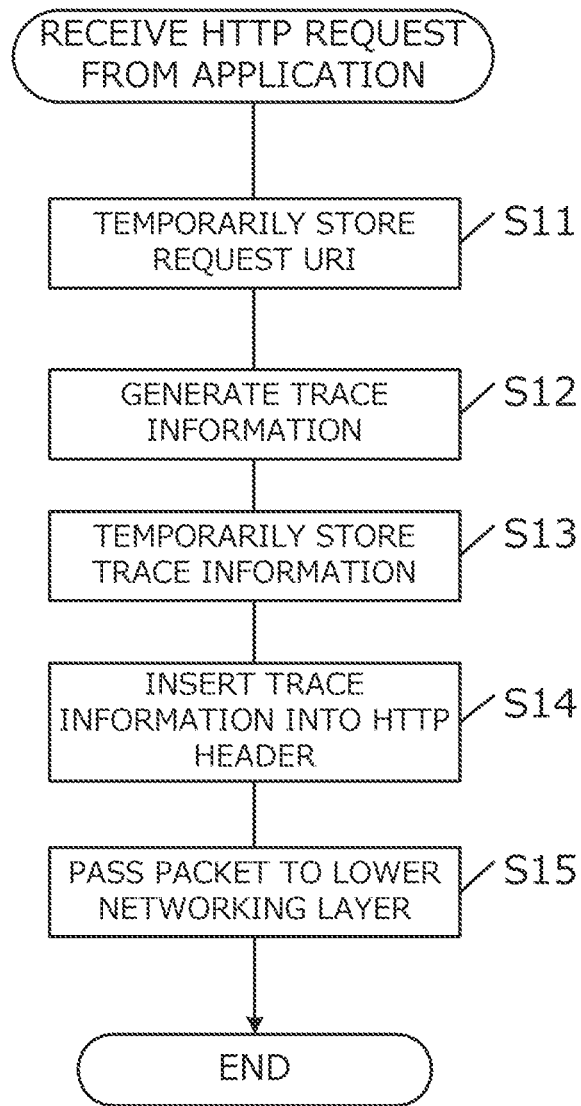 RECEIVE HTTP REQUEST
FROM APPLICATION
TEMPORARILY STORE
REQUEST URI
S11
GENERATE TRACE
INFORMATION
S12
TEMPORARILY STORE
TRACE INFORMATION
S13
INSERT TRACE
INFORMATION INTO HTTP
HEADER
S14
PASS PACKET TO LOWER
NETWORKING LAYER
S15
END